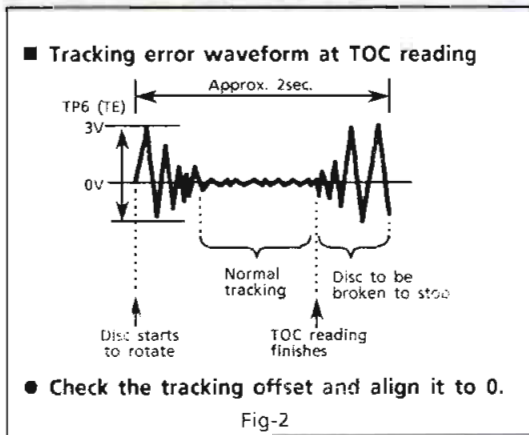 ■ Tracking error waveform at TOC reading
Approx. 2sec.
TP6 (TE)
3V
0V
Normal
tracking
Disc to be
broken to stop
Disc starts
to rotate
TOC reading
finishes
● Check the tracking offset and align it to 0.
Fig-2